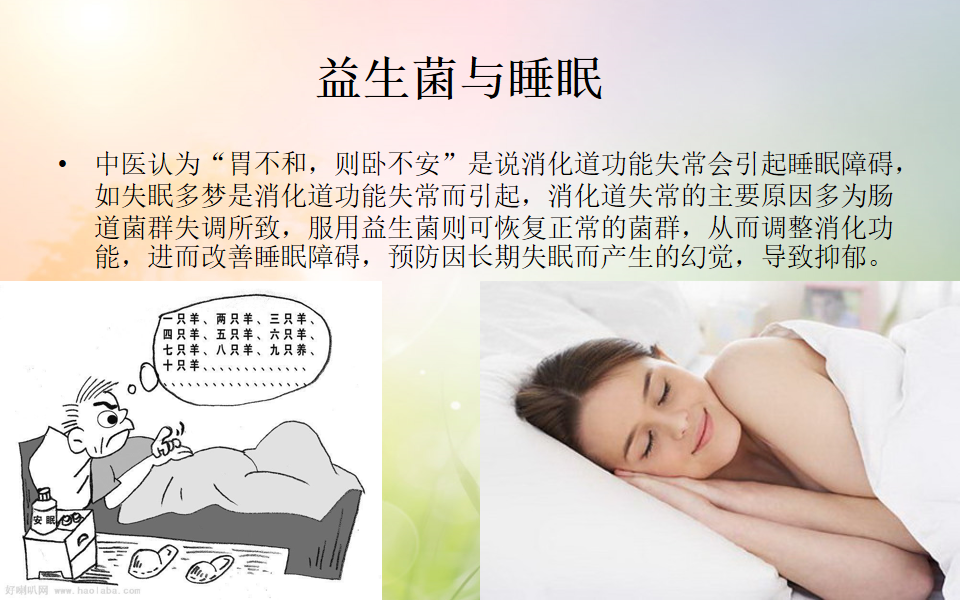 益生菌与睡眠
• 中医认为“胃不和，则卧不安”是说消化道功能失常会引起睡眠障碍，
如失眠多梦是消化道功能失常而引起，消化道失常的主要原因多为肠
道菌群失调所致，服用益生菌则可恢复正常的菌群，从而调整消化功
能，进而改善睡眠障碍，预防因长期失眠而产生的幻觉，导致抑郁。
一只羊、两只羊、三只羊、
四只羊、五只羊、六只羊、
七只羊、八只羊、九只养、
十只羊、、、、、、、、、、、、
、、、、、、、、、、、、、、、、
安眠
好喇叭网 www.haolaba.com